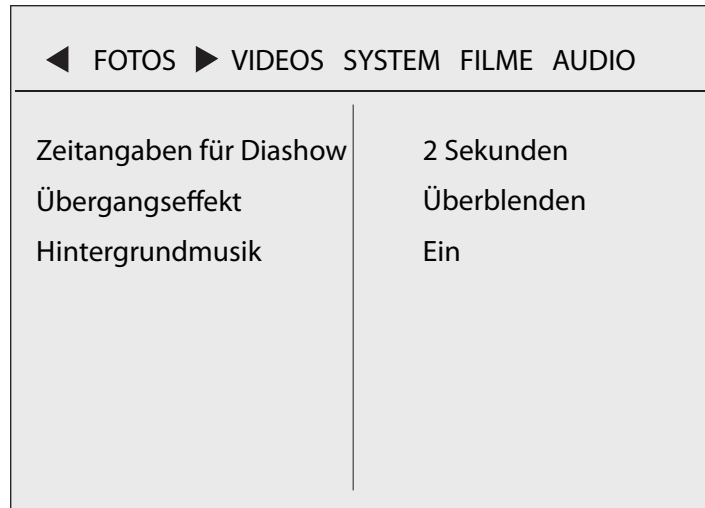 ◀ FOTOS ▶ VIDEOS SYSTEM FILME AUDIO
Zeitangaben für Diashow 2 Sekunden
Übergangseffekt Überblenden
Hintergrundmusik Ein